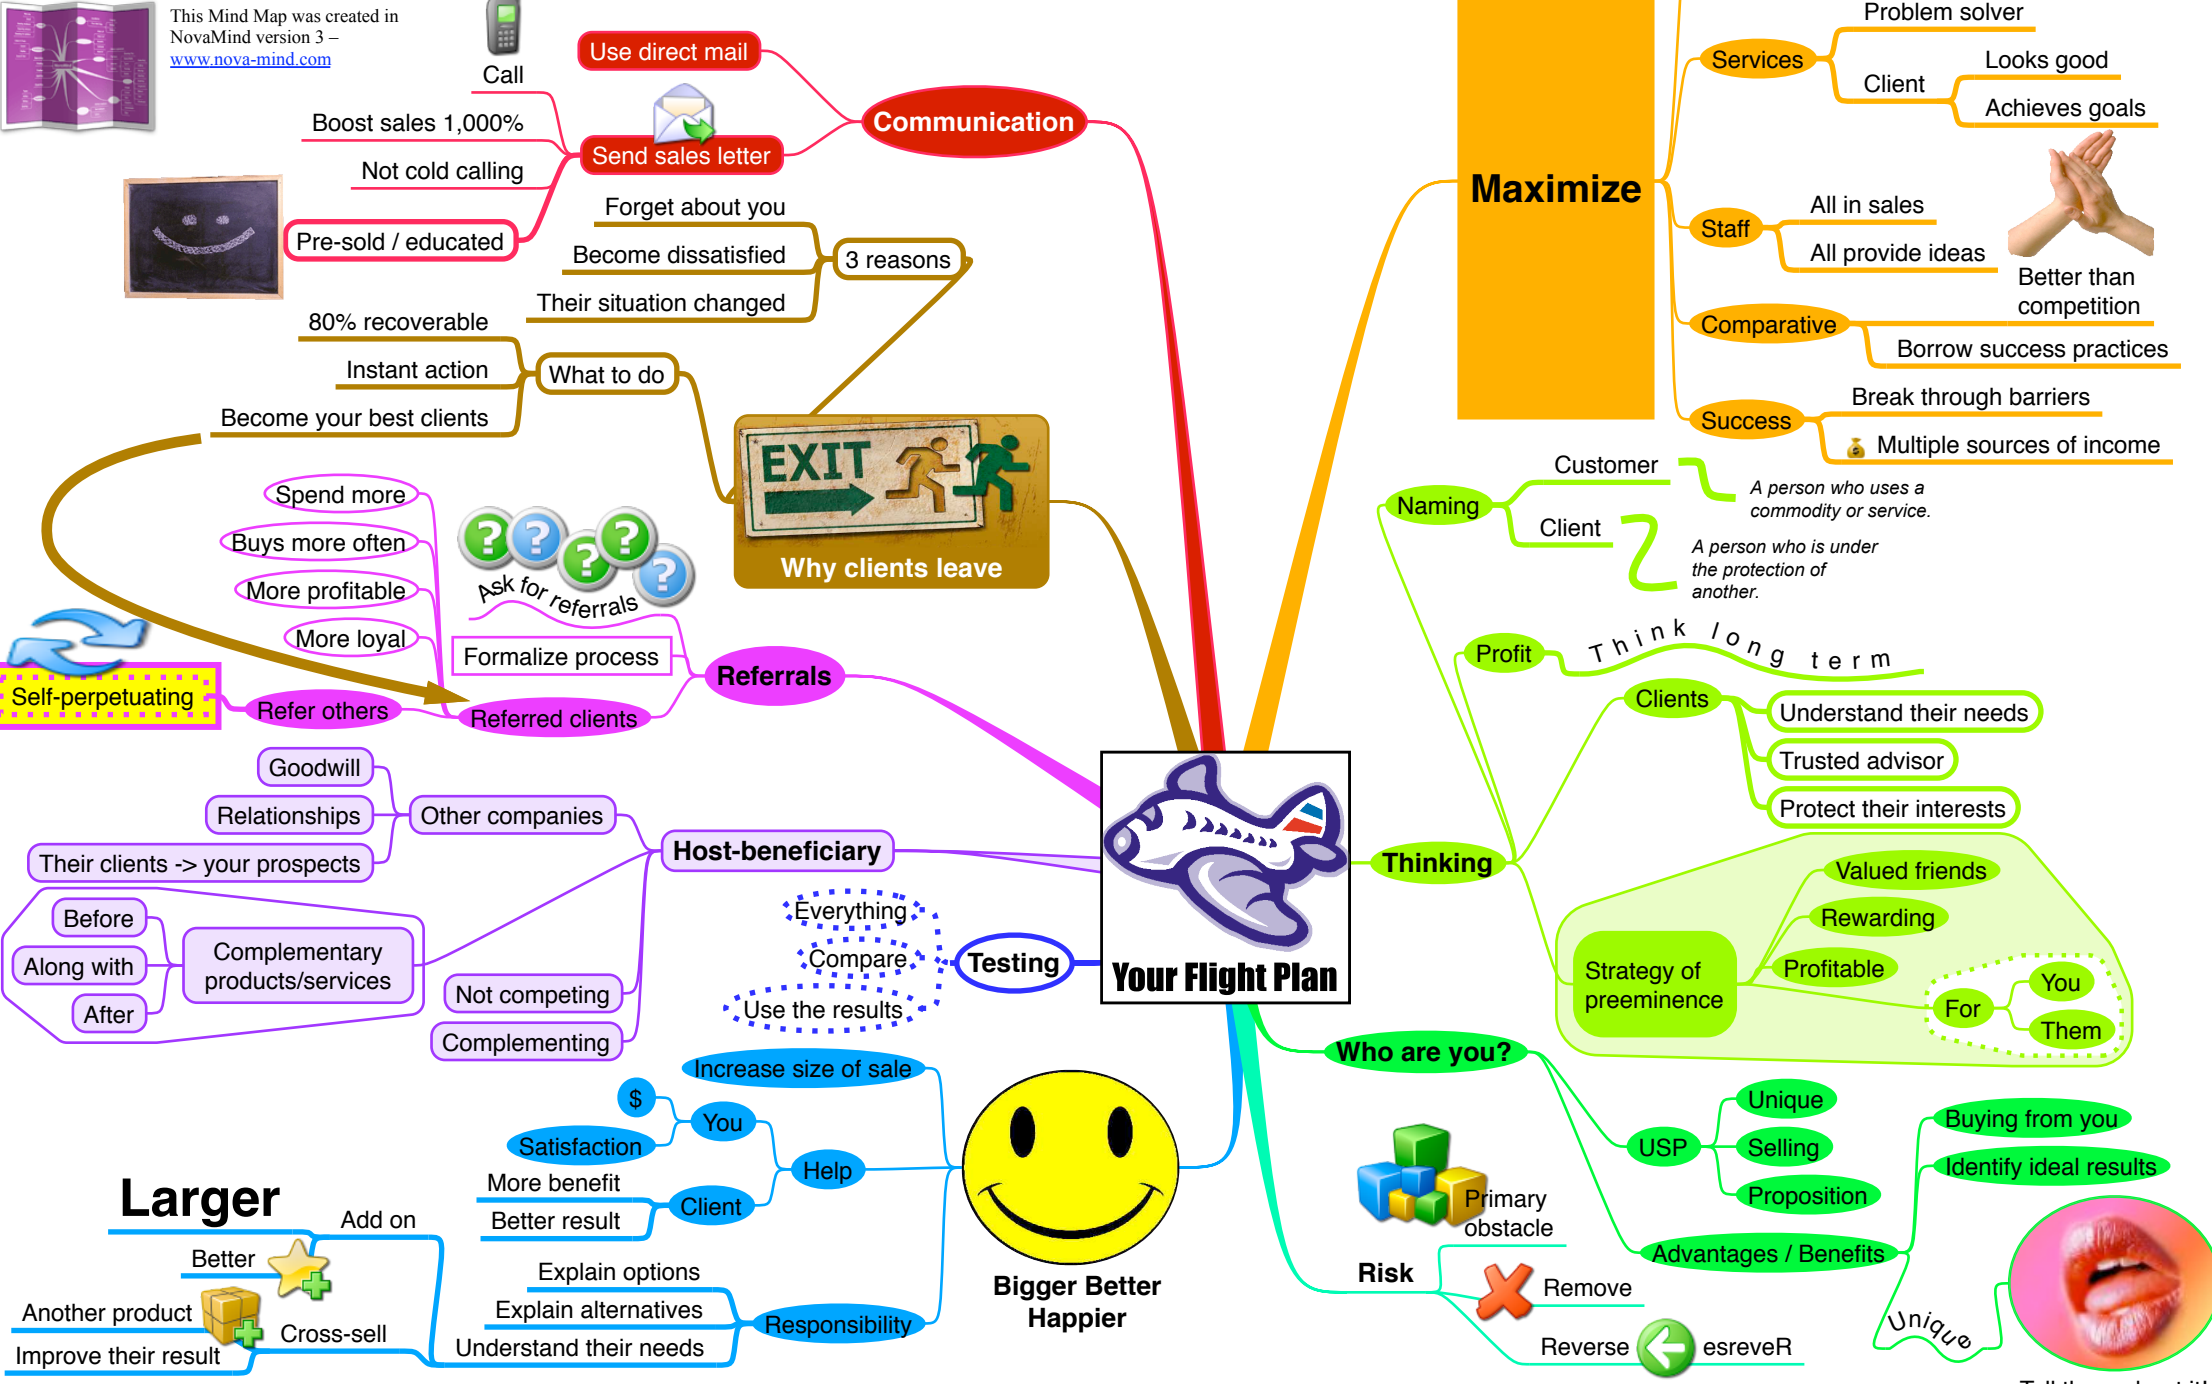 This Mind Map was created in
NovaMind version 3 –
www.nova-mind.com
Call
Boost sales 1,000%
Not cold calling
Pre-sold / educated
Use direct mail
Send sales letter
Communication
Forget about you
Become dissatisfied
Their situation changed
3 reasons
80% recoverable
Instant action
Become your best clients
What to do
EXIT
Why clients leave
Spend more
Buys more often
More profitable
More loyal
Self-perpetuating
Refer others
Referred clients
Ask for referrals
Formalize process
Referrals
Goodwill
Relationships
Their clients -> your prospects
Other companies
Host-beneficiary
Before
Along with
After
Complementary
products/services
Not competing
Complementing
Everything
Compare
Use the results
Testing
Increase size of sale
$
Satisfaction
You
More benefit
Better result
Client
Help
Larger
Add on
Better
Another product
Improve their result
Cross-sell
Explain options
Explain alternatives
Understand their needs
Responsibility
Bigger Better
Happier
Your Flight Plan
Maximize
Services
Problem solver
Client
Looks good
Achieves goals
Staff
All in sales
All provide ideas
Comparative
Better than
competition
Borrow success practices
Success
Break through barriers
Multiple sources of income
Naming
Customer
A person who uses a
commodity or service.
Client
A person who is under
the protection of
another.
Profit
Think long term
Clients
Understand their needs
Trusted advisor
Protect their interests
Thinking
Strategy of
preeminence
Valued friends
Rewarding
Profitable
For
You
Them
Who are you?
USP
Unique
Selling
Proposition
Advantages / Benefits
Buying from you
Identify ideal results
Unique
Risk
Primary
obstacle
Remove
Reverse
esreveR